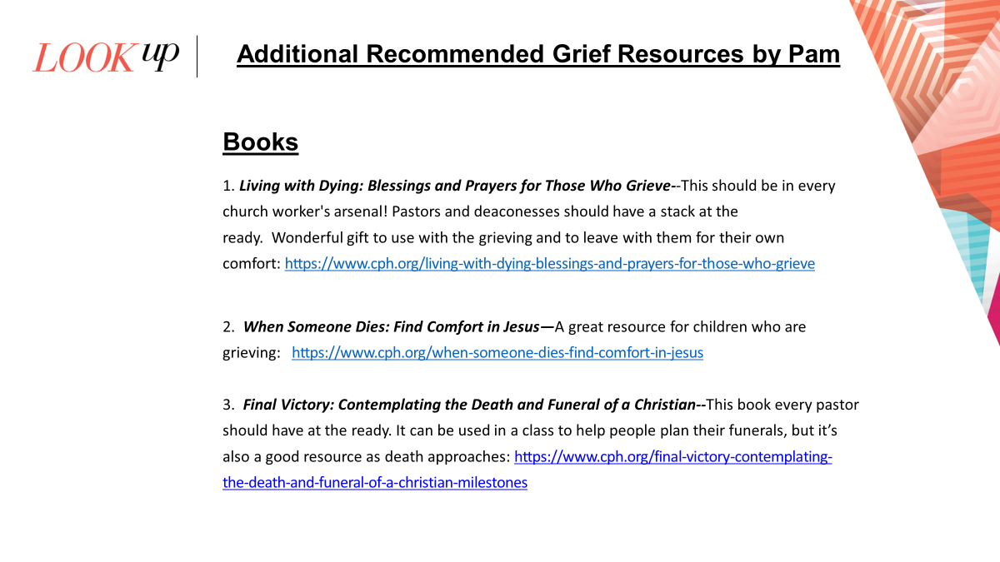 LOOK up
Additional Recommended Grief Resources by Pam
Books
1. Living with Dying: Blessings and Prayers for Those Who Grieve--This should be in every
church worker's arsenal! Pastors and deaconesses should have a stack at the
ready.  Wonderful gift to use with the grieving and to leave with them for their own
comfort: https://www.cph.org/living-with-dying-blessings-and-prayers-for-those-who-grieve
2.  When Someone Dies: Find Comfort in Jesus—A great resource for children who are
grieving:   https://www.cph.org/when-someone-dies-find-comfort-in-jesus
3.  Final Victory: Contemplating the Death and Funeral of a Christian--This book every pastor
should have at the ready. It can be used in a class to help people plan their funerals, but it’s
also a good resource as death approaches: https://www.cph.org/final-victory-contemplating-
the-death-and-funeral-of-a-christian-milestones